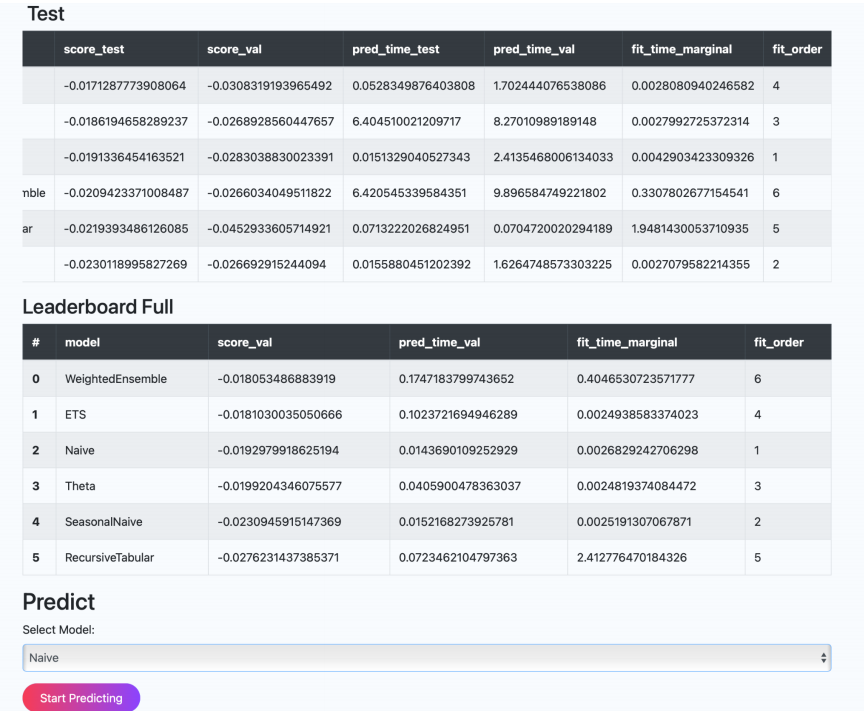 Test
score_test score_val pred_time_test pred_time_val fit_time_marginal fit_order
-0.0171287773908064 -0.0308319193965492 0.0528349876403808 1.702444076538086 0.0028080940246582 4
-0.0186194658289237 -0.0268928560447657 6.404510021209717 8.27010989189148 0.0027992725372314 3
-0.0191336454163521 -0.0283038830023391 0.0151329040527343 2.4135468006134033 0.0042903423309326 1
mble -0.0209423371008487 -0.0266034049511822 6.420545339584351 9.896584749221802 0.3307802677154541 6
ar -0.0219393486126085 -0.0452933605714921 0.0713222026824951 0.0704720020294189 1.9481430053710935 5
-0.0230118995827269 -0.026692915244094 0.0155880451202392 1.6264748573303225 0.0027079582214355 2
Leaderboard Full
# model score_val pred_time_val fit_time_marginal fit_order
0 WeightedEnsemble -0.018053486883919 0.1747183799743652 0.4046530723571777 6
1 ETS -0.0181030035050666 0.1023721694946289 0.0024938583374023 4
2 Naive -0.0192979918625194 0.0143690109252929 0.0026829242706298 1
3 Theta -0.0199204346075577 0.0405900478363037 0.0024819374084472 3
4 SeasonalNaive -0.0230945915147369 0.0152168273925781 0.0025191307067871 2
5 RecursiveTabular -0.0276231437385371 0.0723462104797363 2.412776470184326 5
Predict
Select Model:
Naive
Start Predicting